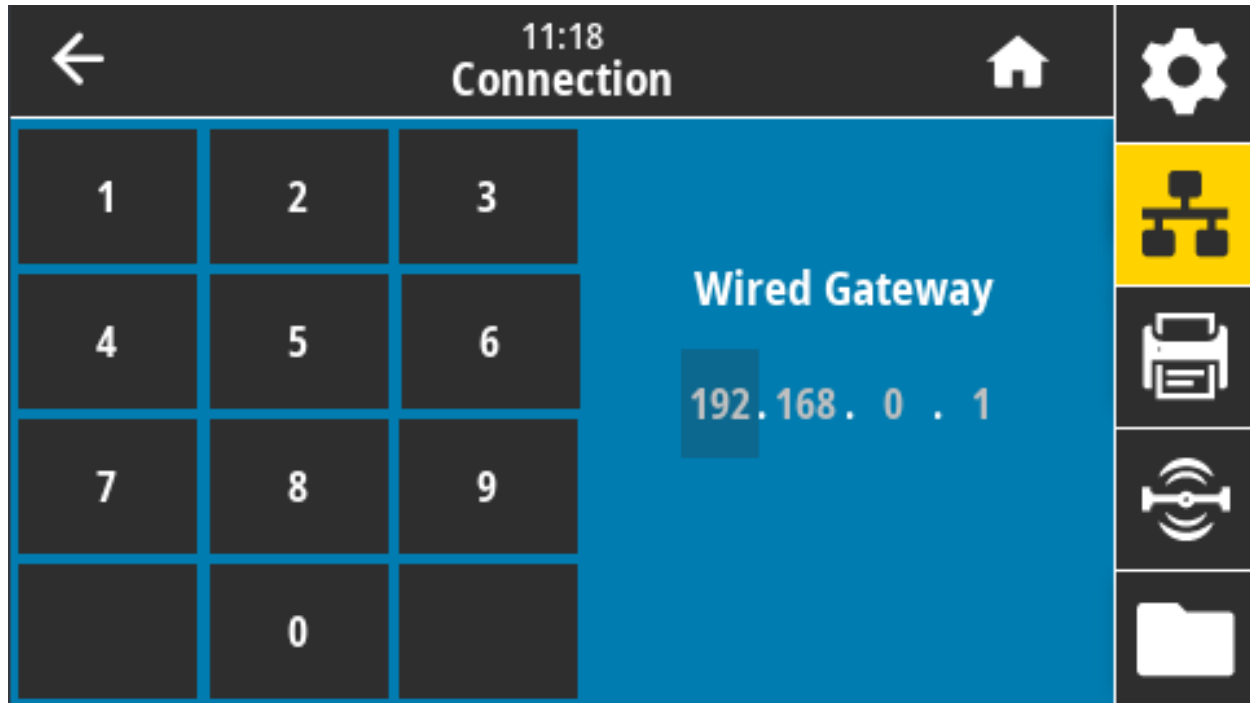 11:18
Connection
1 2 3
4 5 6
7 8 9
0
Wired Gateway
192.168. 0 . 1